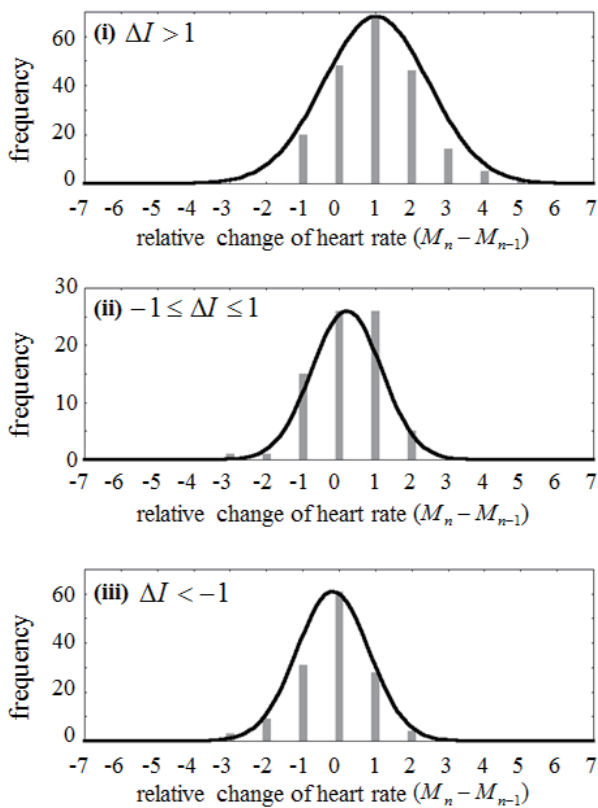 (i) ΔI > 1
60
40
20
0
frequency
-7 -6 -5 -4 -3 -2 -1 0 1 2 3 4 5 6 7
relative change of heart rate (Mn − Mn−1)
(ii) −1 ≤ ΔI ≤ 1
30
20
10
0
frequency
-7 -6 -5 -4 -3 -2 -1 0 1 2 3 4 5 6 7
relative change of heart rate (Mn − Mn−1)
(iii) ΔI < −1
60
40
20
0
frequency
-7 -6 -5 -4 -3 -2 -1 0 1 2 3 4 5 6 7
relative change of heart rate (Mn − Mn−1)